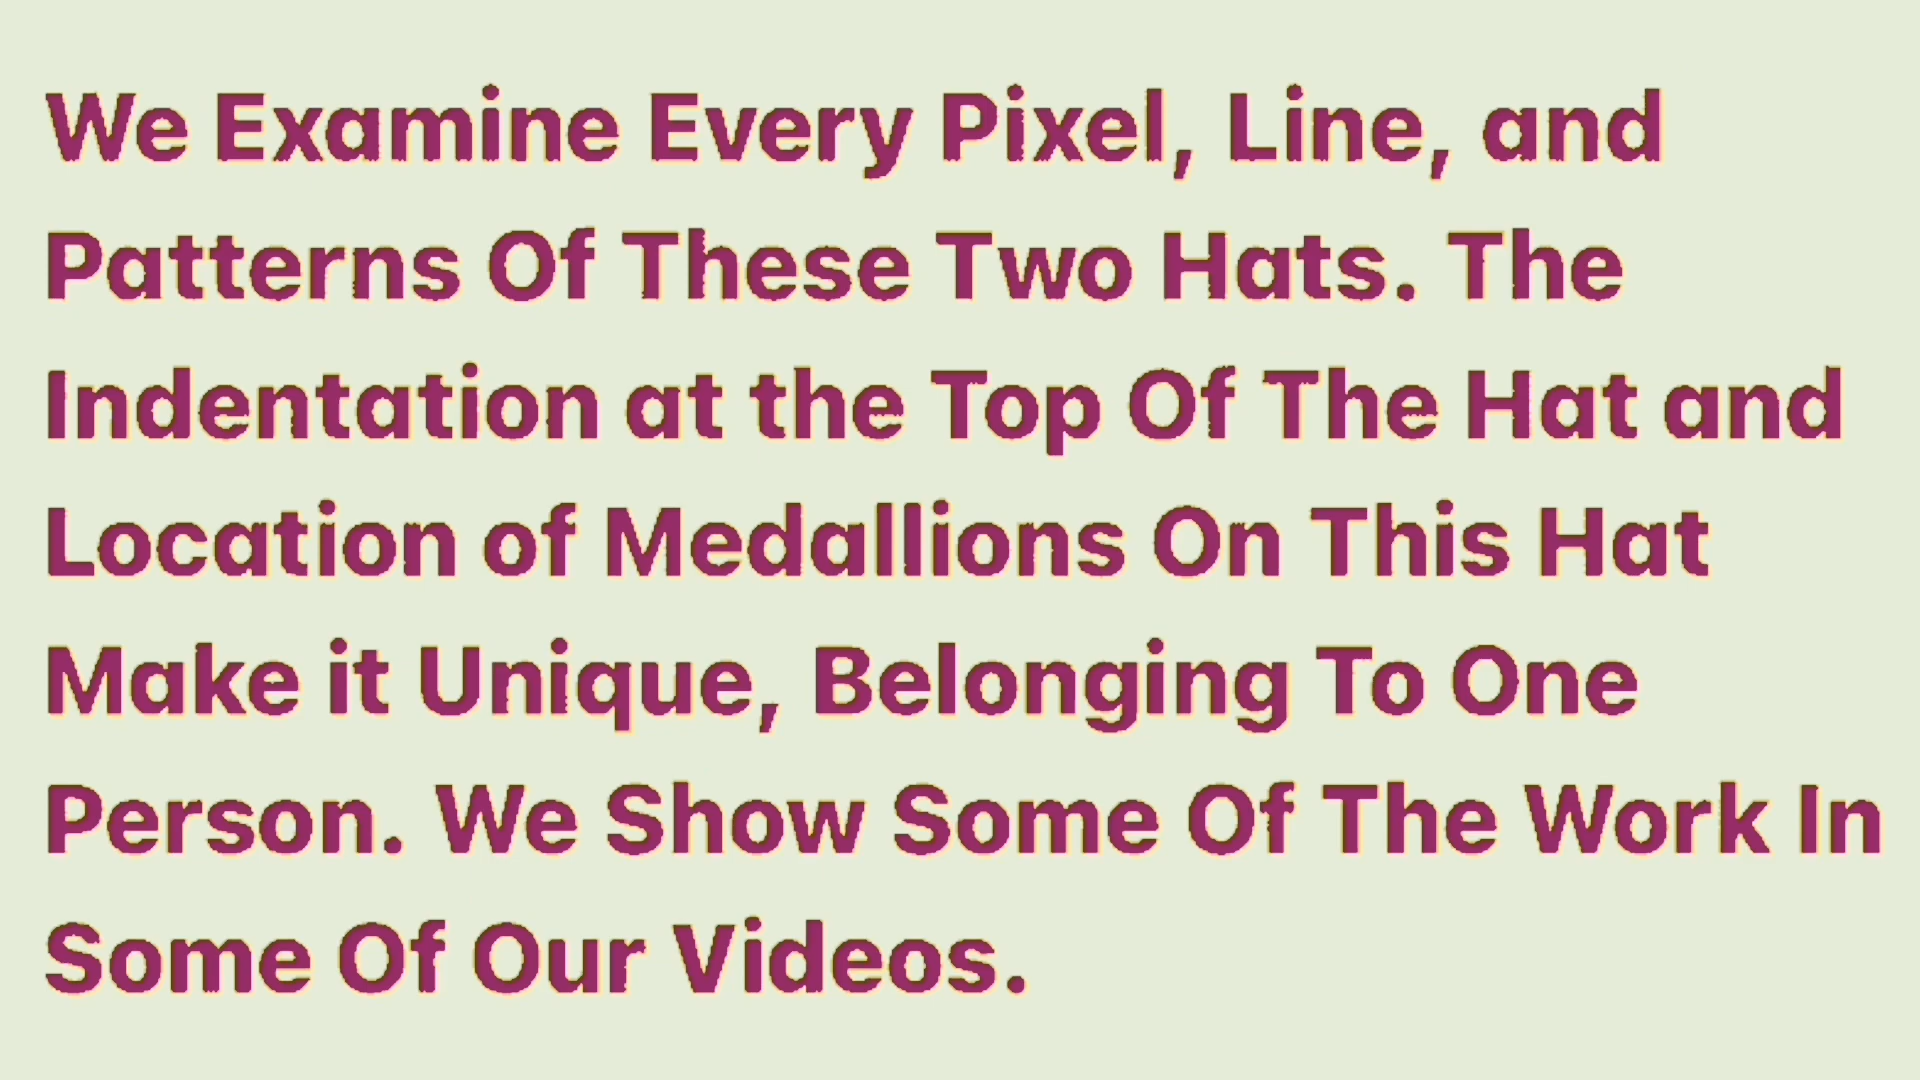 We Examine Every Pixel, Line, and
Patterns Of These Two Hats. The
Indentation at the Top Of The Hat and
Location of Medallions On This Hat
Make it Unique, Belonging To One
Person. We Show Some Of The Work In
Some Of Our Videos.